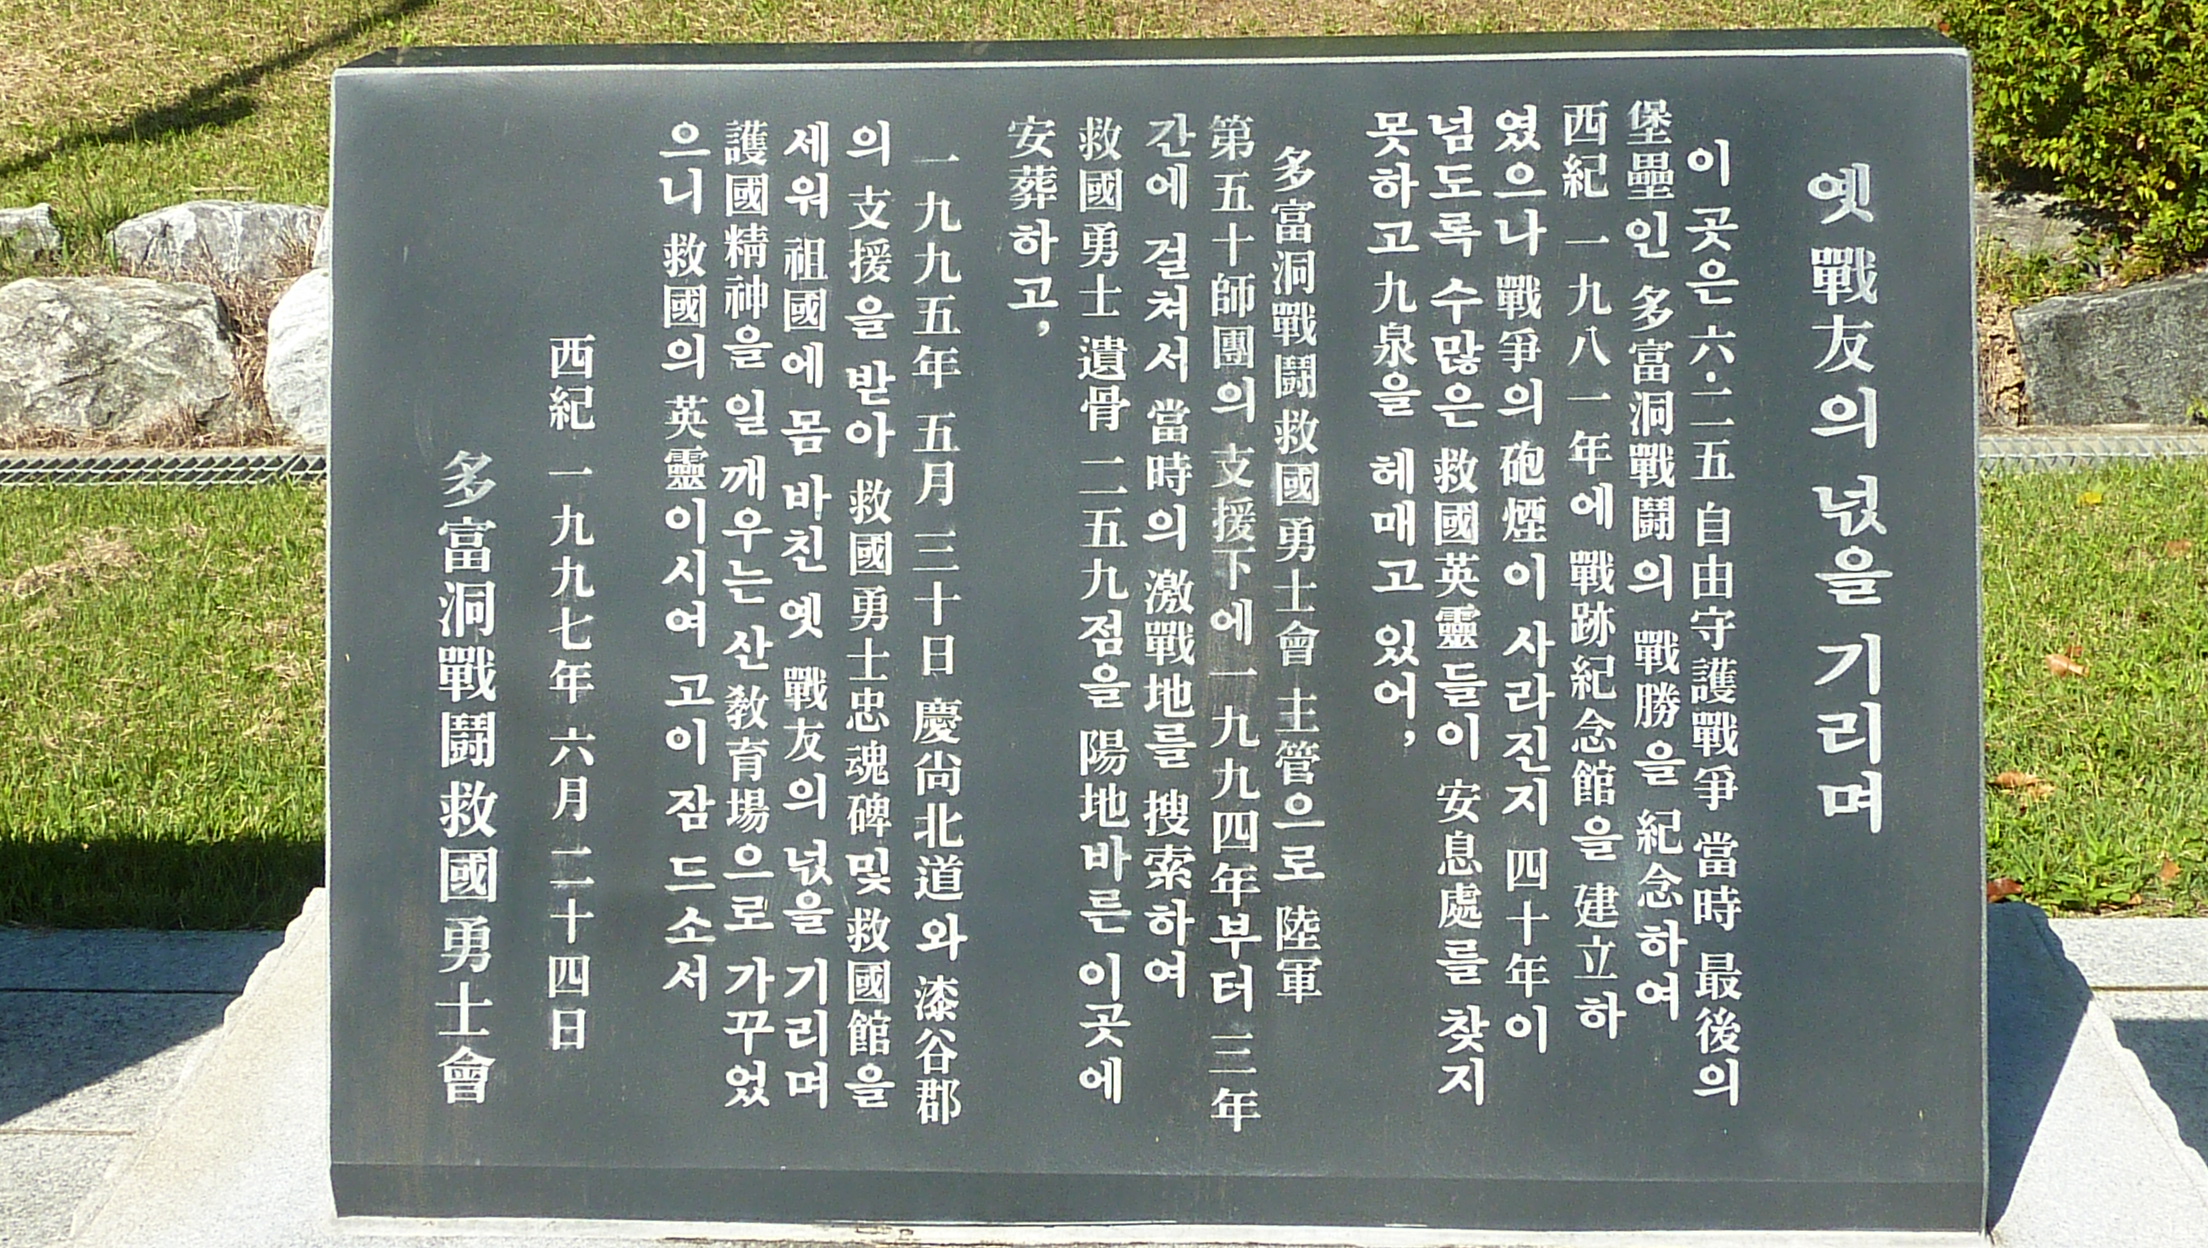 옛 戰友의 넋을 기리며
이 곳은 六·二五 自由守護戰爭 當時 最後의
堡壘인 多富洞戰鬪의 戰勝을 紀念하여
西紀 一九八一年에 戰跡紀念館을 建立하
였으나 戰爭의 砲煙이 사라진지 四十年이
넘도록 수많은 救國英靈들이 安息處를 찾지
못하고 九泉을 헤매고 있어,
多富洞戰鬪救國勇士會 主管으로 陸軍
第五十師團의 支援下에 一九九四年부터 三年
간에 걸쳐서 當時의 激戰地를 搜索하여
救國勇士 遺骨 二五九점을 陽地바른 이곳에
安葬하고,
一九九五年 五月 三十日 慶尙北道와 漆谷郡
의 支援을 받아 救國勇士忠魂碑 및 救國館을
세워 祖國에 몸 바친 옛 戰友의 넋을 기리며
護國精神을 일 깨우는 산 敎育場으로 가꾸었
으니 救國의 英靈이시여 고이 잠 드소서
西紀 一九九七年 六月 二十四日
多富洞戰鬪救國勇士會